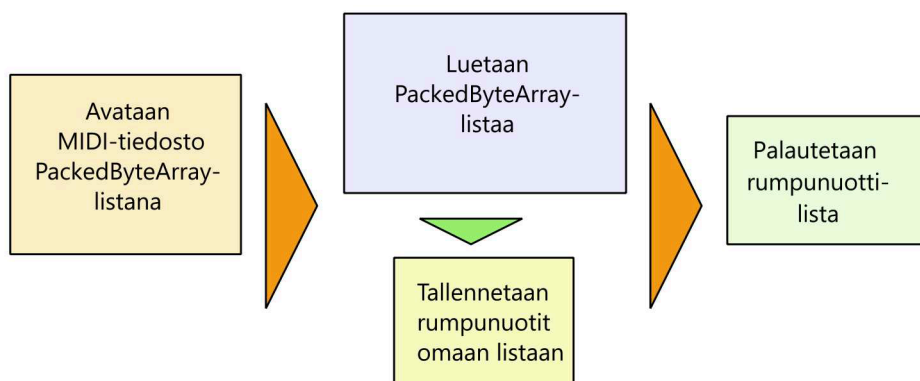 Avataan
MIDI-tiedosto
PackedByteArray-
listana
Luetaan
PackedByteArray-
listaa
Tallennetaan
rumpunuotit
omaan listaan
Palautetaan
rumpunuotti-
lista